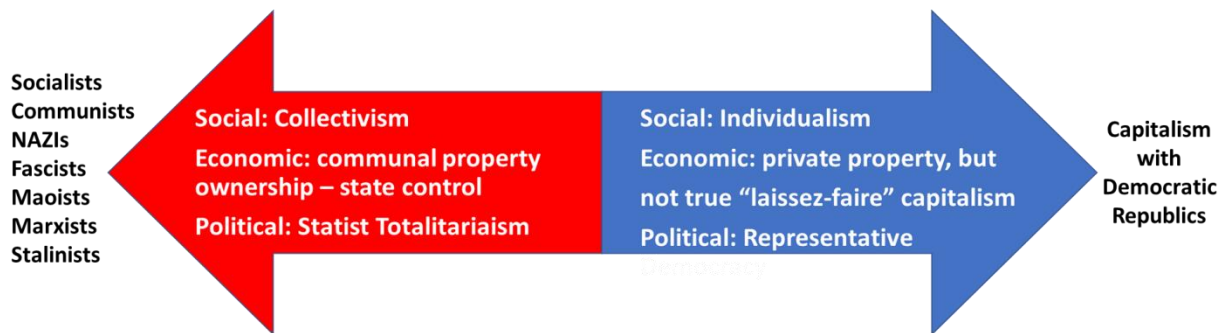 Socialists
Communists
NAZIs
Fascists
Maoists
Marxists
Stalinists
Social: Collectivism
Economic: communal property
ownership – state control
Political: Statist Totalitariaism
Social: Individualism
Economic: private property, but
not true “laissez-faire” capitalism
Political: Representative
Democracy
Capitalism
with
Democratic
Republics